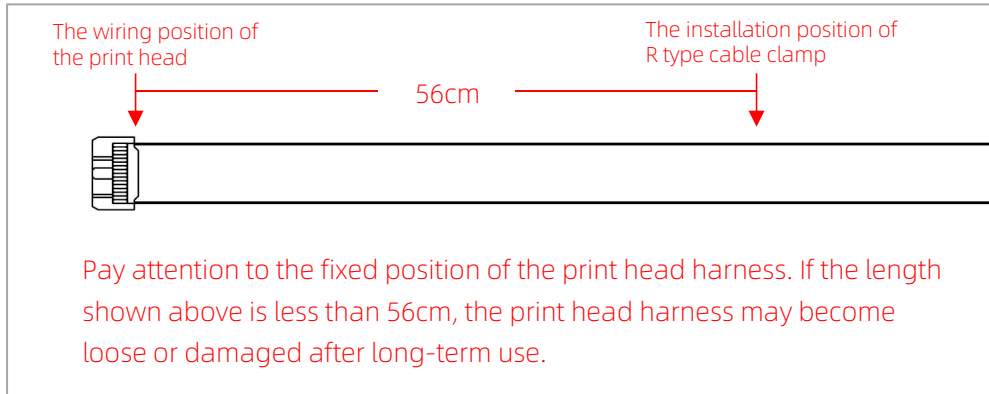 The wiring position of
the print head
The installation position of
R type cable clamp
56cm
Pay attention to the fixed position of the print head harness. If the length
shown above is less than 56cm, the print head harness may become
loose or damaged after long-term use.